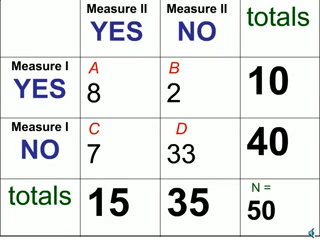 Measure II Measure II totals
YES NO
Measure I A B 10
YES 8 2
Measure I C D 40
NO 7 33
totals 15 35 N =
50